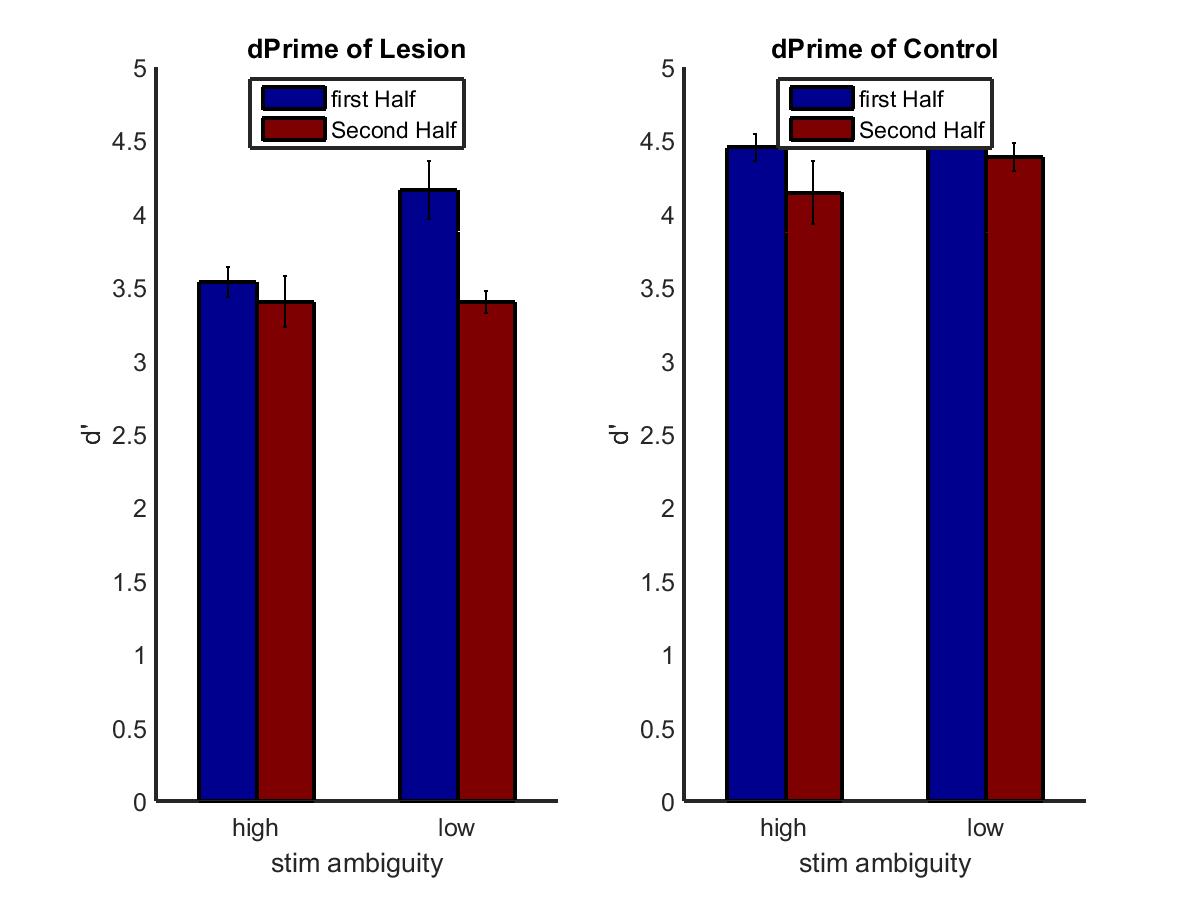 dPrime of Lesion
first Half
Second Half
5
4.5
4
3.5
3
2.5
2
1.5
1
0.5
0
d'
high low
stim ambiguity
dPrime of Control
first Half
Second Half
5
4.5
4
3.5
3
2.5
2
1.5
1
0.5
0
d'
high low
stim ambiguity